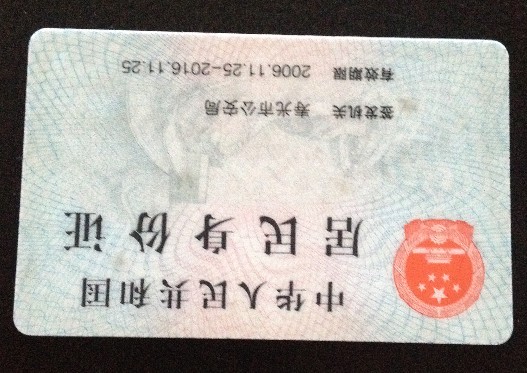 中华人民共和国
居民身份证
签发机关 寿光市公安局
有效期限 2006.11.25-2016.11.25